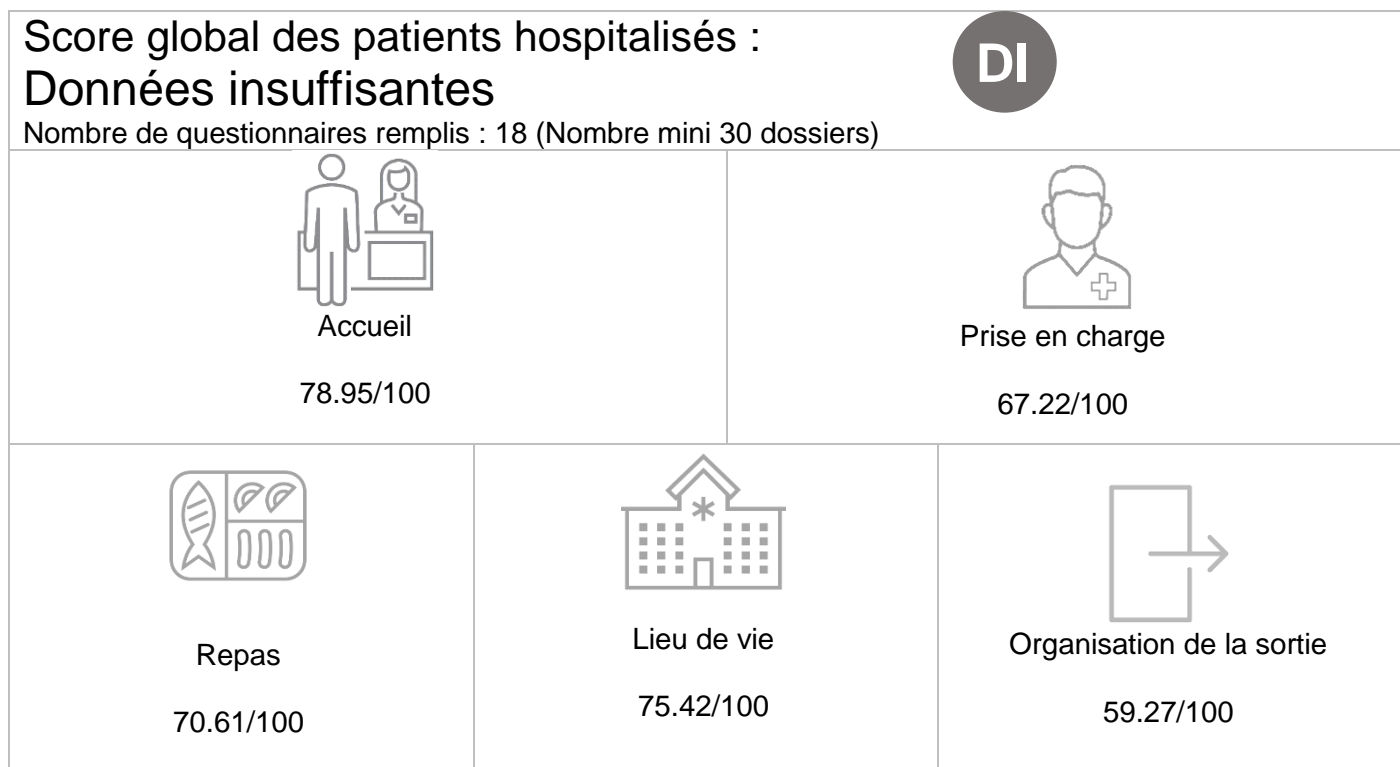 Score global des patients hospitalisés :
DI
Données insuffisantes
Nombre de questionnaires remplis : 18 (Nombre mini 30 dossiers)
Accueil
78.95/100
Prise en charge
67.22/100
Repas
70.61/100
Lieu de vie
75.42/100
Organisation de la sortie
59.27/100